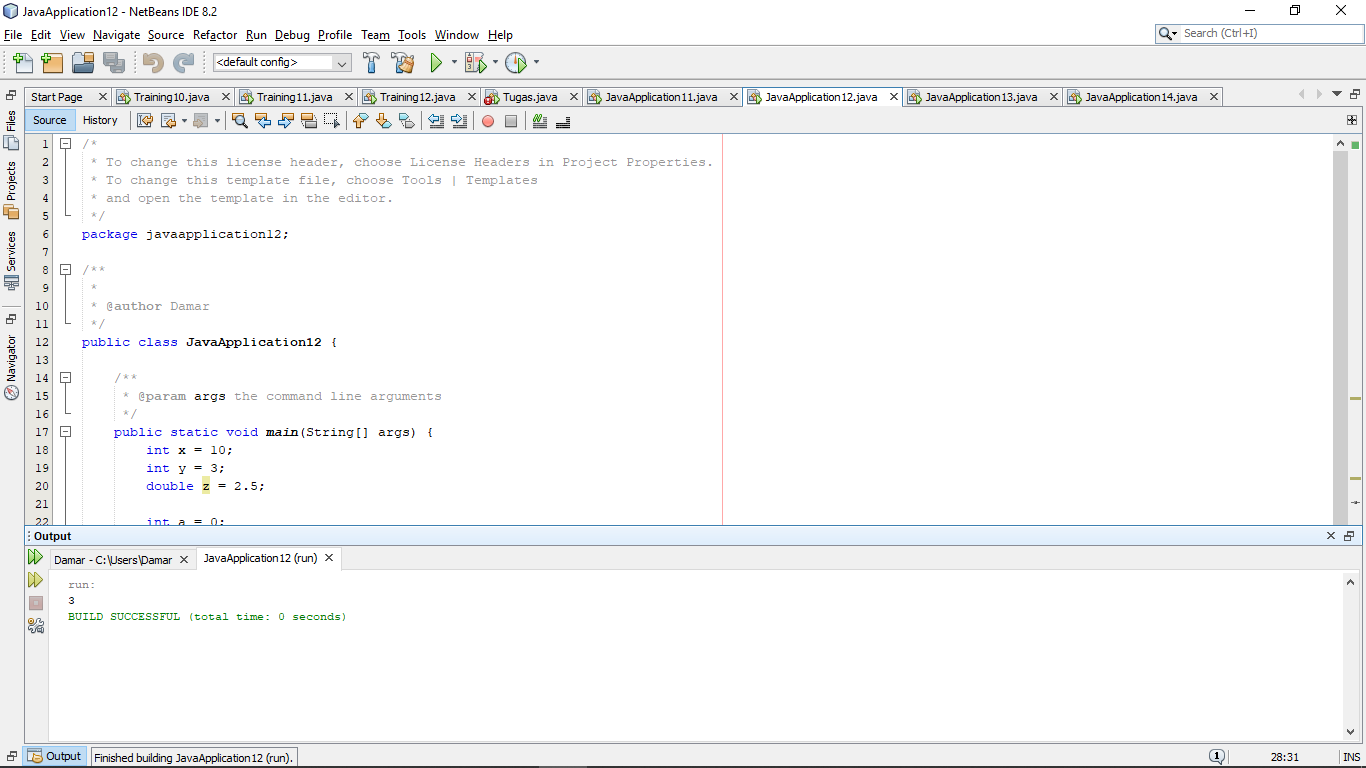 JavaApplication12 - NetBeans IDE 8.2
File Edit View Navigate Source Refactor Run Debug Profile Team Tools Window Help
Search (Ctrl+I)
<default config>
Start Page Training10.java Training11.java Training12.java Tugas.java JavaApplication11.java JavaApplication12.java JavaApplication13.java JavaApplication14.java
Files
Projects
Services
Navigator
Source History
1 /*
2 * To change this license header, choose License Headers in Project Properties.
3 * To change this template file, choose Tools | Templates
4 * and open the template in the editor.
5 */
6 package javaapplication12;
7
8 /**
9 *
10 * @author Damar
11 */
12 public class JavaApplication12 {
13
14 /**
15 * @param args the command line arguments
16 */
17 public static void main(String[] args) {
18 int x = 10;
19 int y = 3;
20 double z = 2.5;
21
22 int a = 0;
Output
Damar - C:\Users\Damar JavaApplication12 (run)
run:
3
BUILD SUCCESSFUL (total time: 0 seconds)
Output Finished building JavaApplication12 (run). 1 28:31 INS